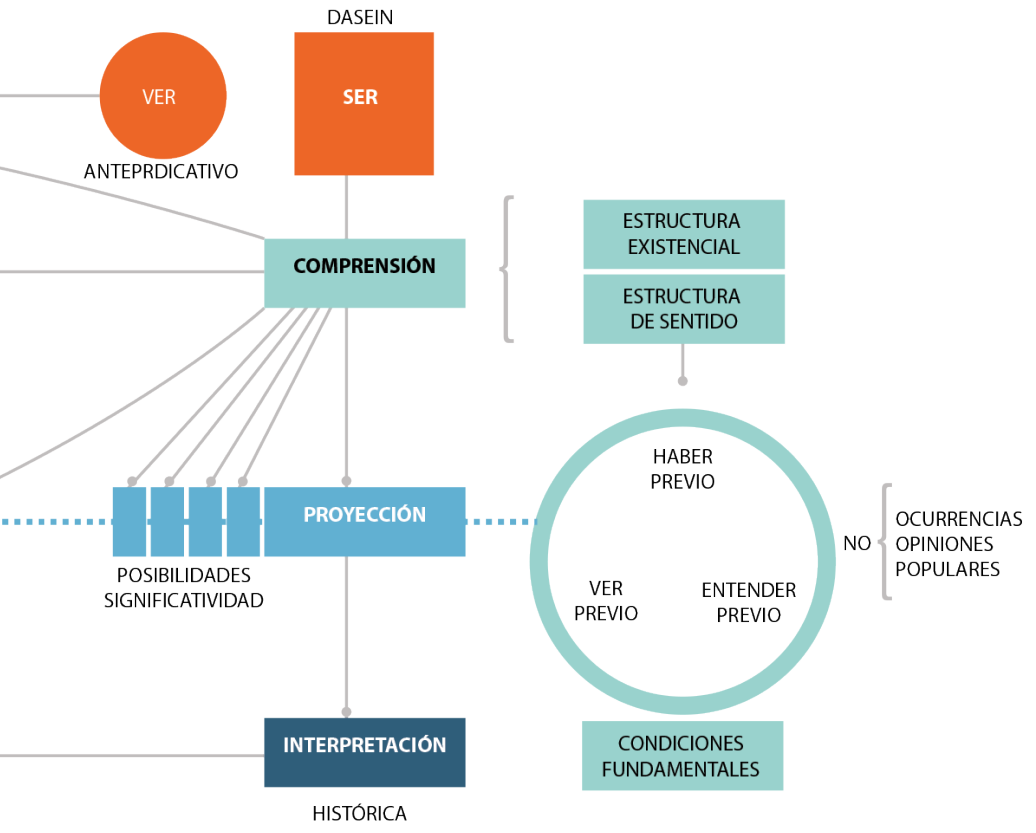 DASEIN
VER
SER
ANTEPRDICATIVO
COMPRENSIÓN
ESTRUCTURA
EXISTENCIAL
ESTRUCTURA
DE SENTIDO
HABER
PREVIO
PROYECCIÓN
NO
OCURRENCIAS
OPINIONES
POPULARES
POSIBILIDADES
SIGNIFICATIVIDAD
VER
PREVIO
ENTENDER
PREVIO
INTERPRETACIÓN
CONDICIONES
FUNDAMENTALES
HISTÓRICA